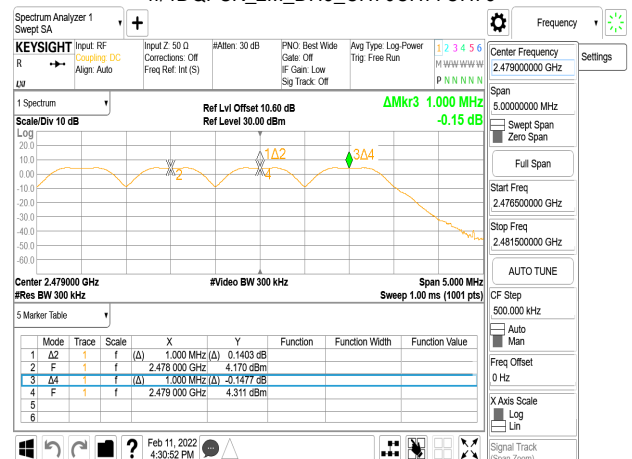 Spectrum Analyzer 1
Swept SA
Frequency
KEYSIGHT
R
LXI
Input: RF
Coupling: DC
Align: Auto
Input Z: 50 Ω
Corrections: Off
Freq Ref: Int (S)
#Atten: 30 dB
PNO: Best Wide
Gate: Off
IF Gain: Low
Sig Track: Off
Avg Type: Log-Power
Trig: Free Run
1 2 3 4 5 6
M W W W W W
P N N N N N
Center Frequency
2.479000000 GHz
Settings
Span
5.00000000 MHz
Swept Span
Zero Span
Full Span
Start Freq
2.476500000 GHz
Stop Freq
2.481500000 GHz
AUTO TUNE
CF Step
500.000 kHz
Auto
Man
Freq Offset
0 Hz
X Axis Scale
Log
Lin
Signal Track
(Span Zoom)
1 Spectrum
Scale/Div 10 dB
Ref Lvl Offset 10.60 dB
Ref Level 30.00 dBm
ΔMkr3 1.000 MHz
-0.15 dB
Log
20.0
10.0
0.00
-10.0
-20.0
-30.0
-40.0
-50.0
-60.0
2
1Δ2
4
3Δ4
Center 2.479000 GHz
#Res BW 300 kHz
#Video BW 300 kHz
Span 5.000 MHz
Sweep 1.00 ms (1001 pts)
5 Marker Table
Mode Trace Scale X Y Function Function Width Function Value
1 Δ2 1 f (Δ) 1.000 MHz (Δ) 0.1403 dB
2 F 1 f 2.478 000 GHz 4.170 dBm
3 Δ4 1 f (Δ) 1.000 MHz (Δ) -0.1477 dB
4 F 1 f 2.479 000 GHz 4.311 dBm
5
6
Feb 11, 2022
4:30:52 PM